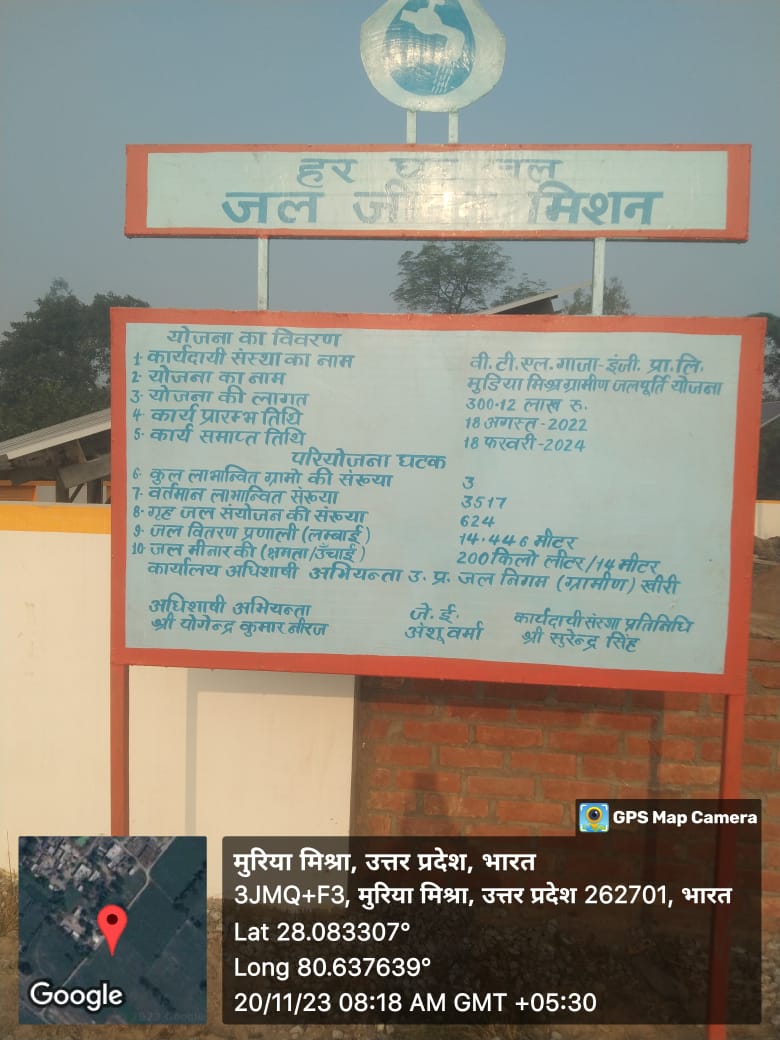 हर घर जल
जल जीवन मिशन
योजना का विवरण
1· कार्यदायी संस्था का नाम वी.टी.एल.गाजा-इंजी. प्रा.लि.
2· योजना का नाम मुडिया मिश्र ग्रामीण जलपूर्ति योजना
3· योजना की लागत 300·12 लाख रु.
4· कार्य प्रारम्भ तिथि 18 अगस्त-2022
5· कार्य समाप्त तिथि 18 फरवरी-2024
परियोजना घटक
6· कुल लाभान्वित ग्रामो की संख्या 3
7· वर्तमान लाभान्वित संख्या 3517
8· गृह जल संयोजन की संख्या 624
9· जल वितरण प्रणाली (लम्बाई) 14·446 मीटर
10· जल मीनार की (क्षमता/उँचाई) 200 किलो लीटर/14 मीटर
कार्यालय अधिशाषी अभियन्ता उ. प्र. जल निगम (ग्रामीण) खीरी
अधिशाषी अभियन्ता जे. ई. कार्यदायी संस्था प्रतिनिधि
श्री योगेन्द्र कुमार नीरज अंशू वर्मा श्री सुरेन्द्र सिंह
GPS Map Camera
मुरिया मिश्रा, उत्तर प्रदेश, भारत
3JMQ+F3, मुरिया मिश्रा, उत्तर प्रदेश 262701, भारत
Lat 28.083307°
Long 80.637639°
20/11/23 08:18 AM GMT +05:30
Google